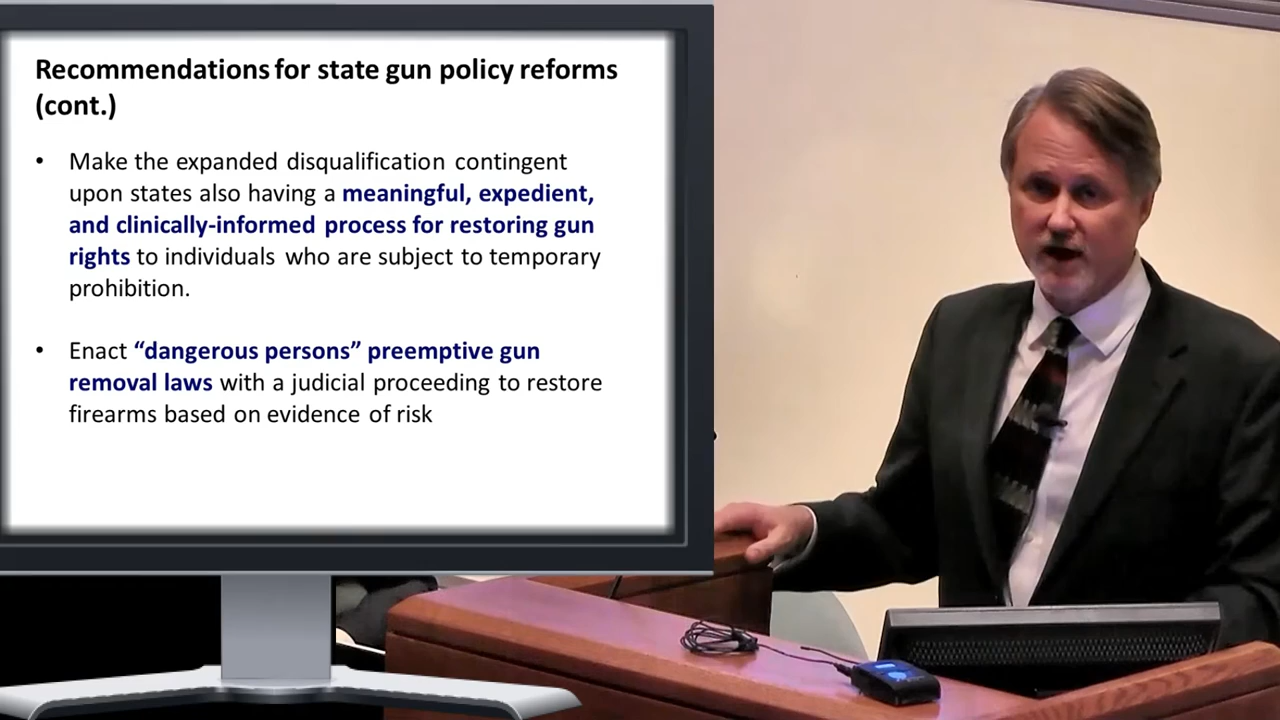 Recommendations for state gun policy reforms
(cont.)
• Make the expanded disqualification contingent
upon states also having a meaningful, expedient,
and clinically-informed process for restoring gun
rights to individuals who are subject to temporary
prohibition.
• Enact “dangerous persons” preemptive gun
removal laws with a judicial proceeding to restore
firearms based on evidence of risk